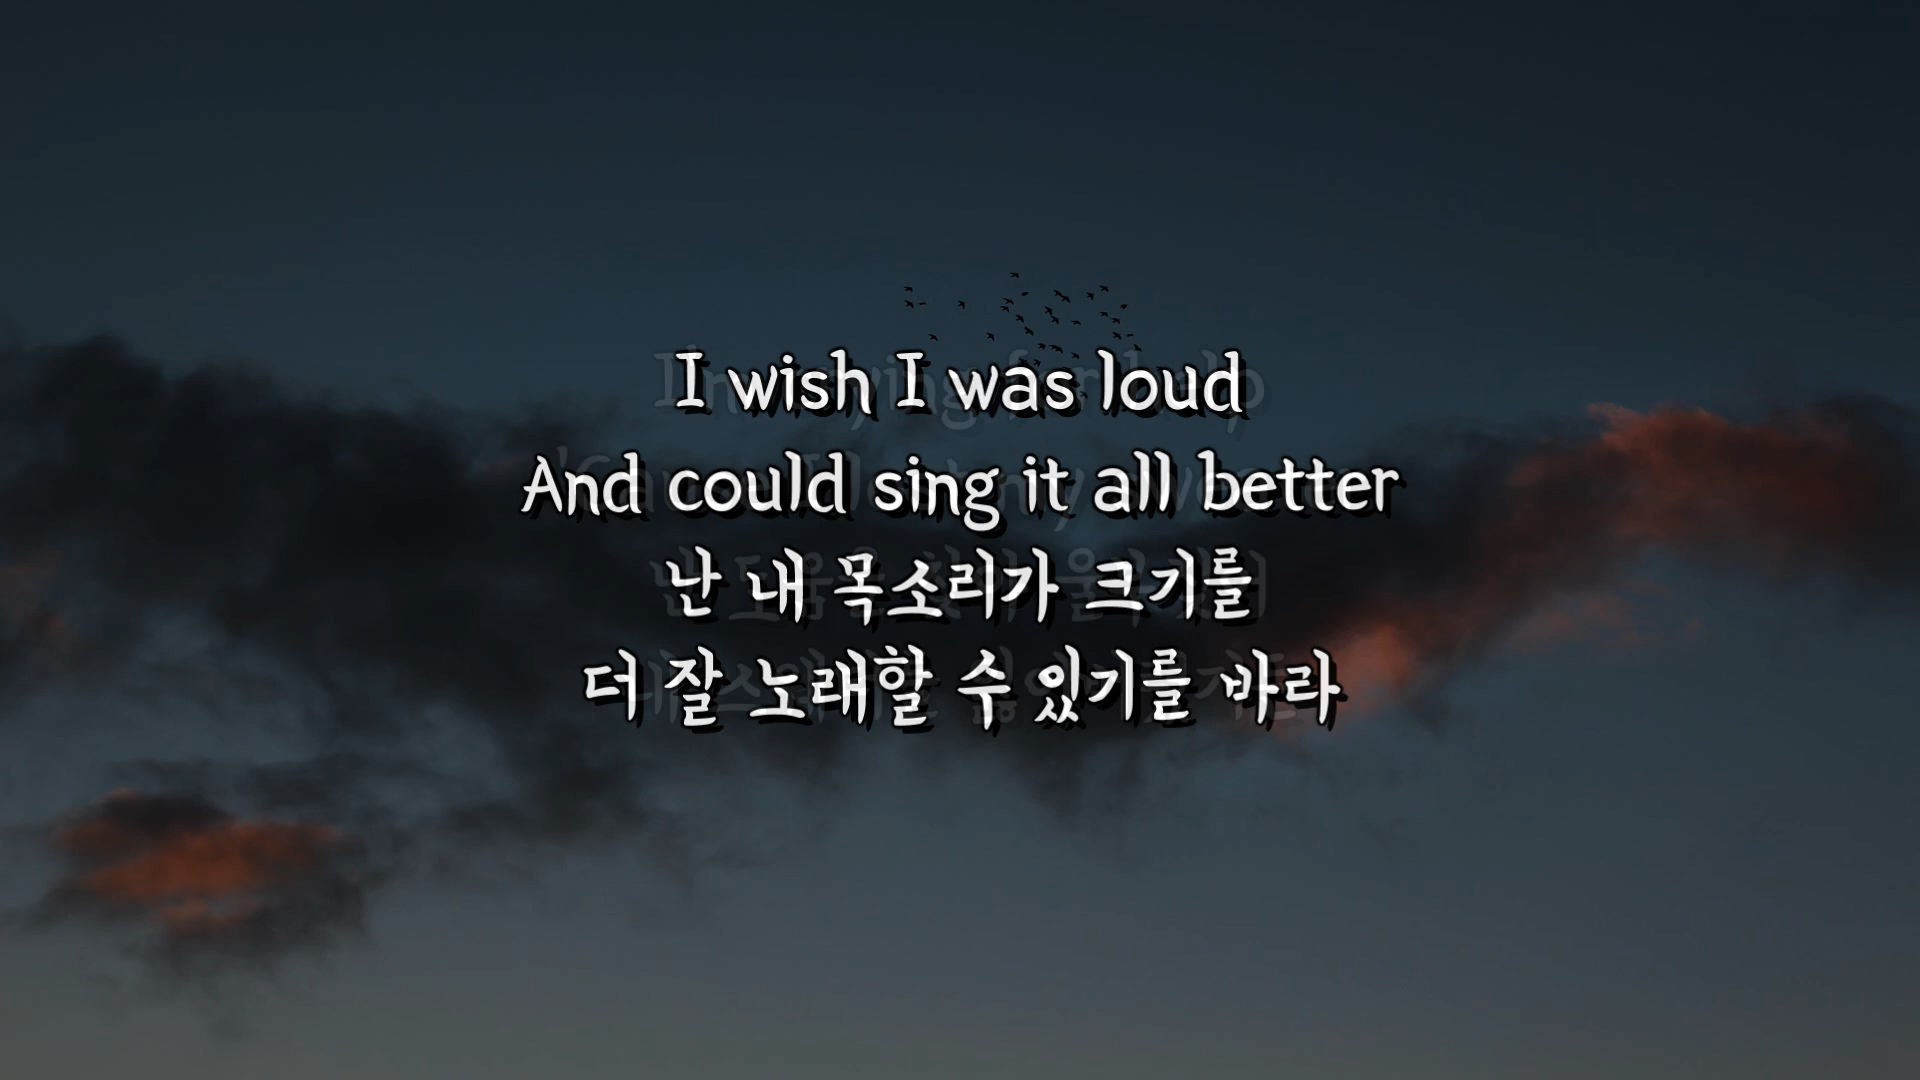 I wish I was loud
And could sing it all better
난 내 목소리가 크기를
더 잘 노래할 수 있기를 바라